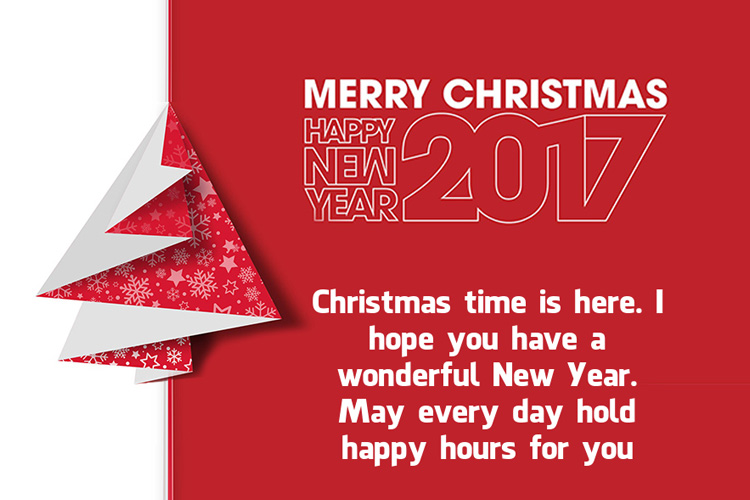 MERRY CHRISTMAS
HAPPY
NEW
YEAR
2017
Christmas time is here. I
hope you have a
wonderful New Year.
May every day hold
happy hours for you